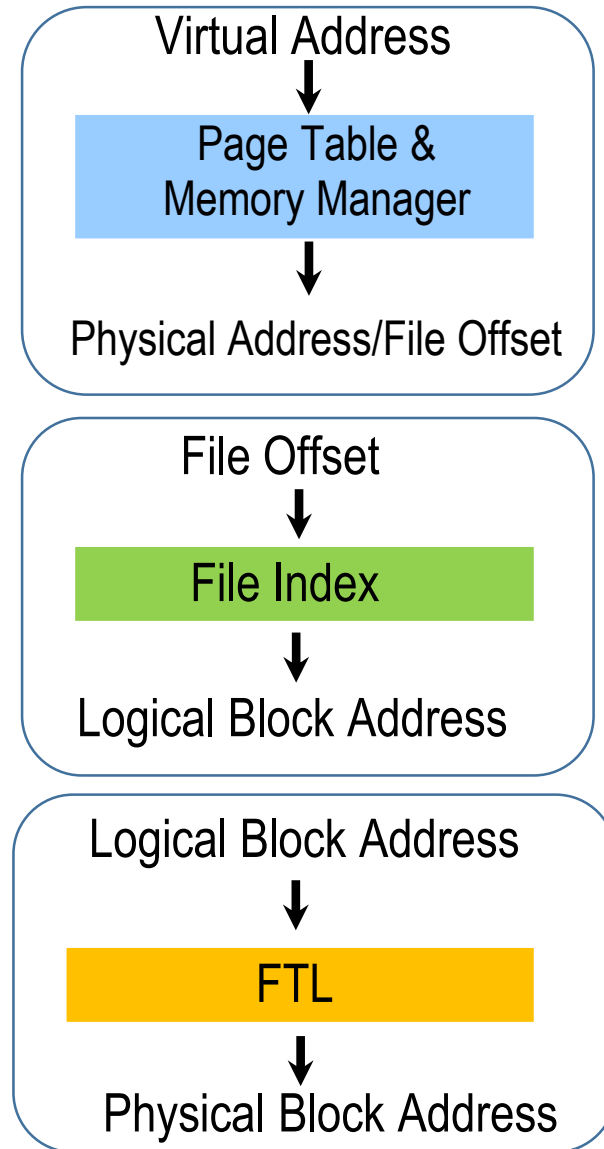 Virtual Address
Page Table &
Memory Manager
Physical Address/File Offset
File Offset
File Index
Logical Block Address
Logical Block Address
FTL
Physical Block Address